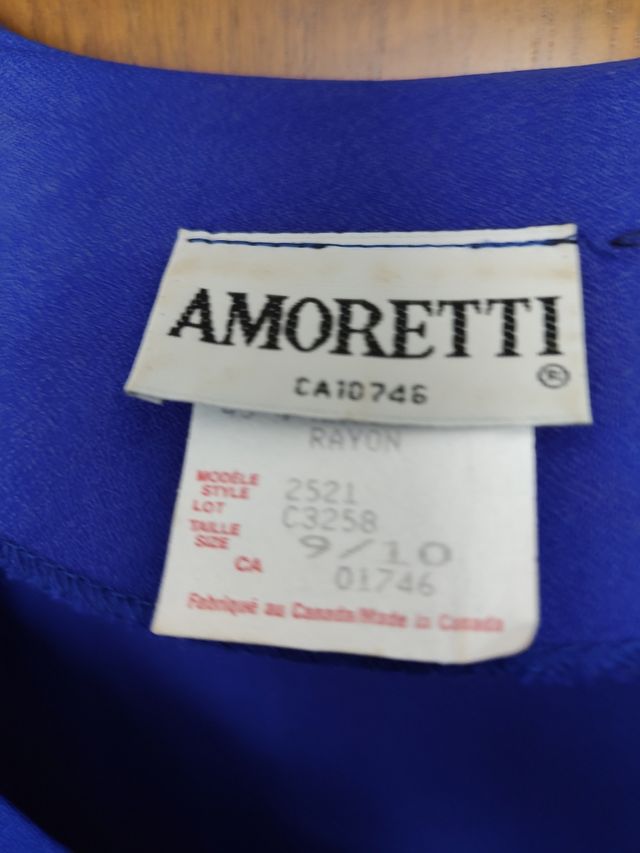 AMORETTI®
CA10746
RAYON
MODÈLE
STYLE 2521
LOT C3258
TAILLE
SIZE 9/10
CA 01746
Fabriqué au Canada/Made in Canada